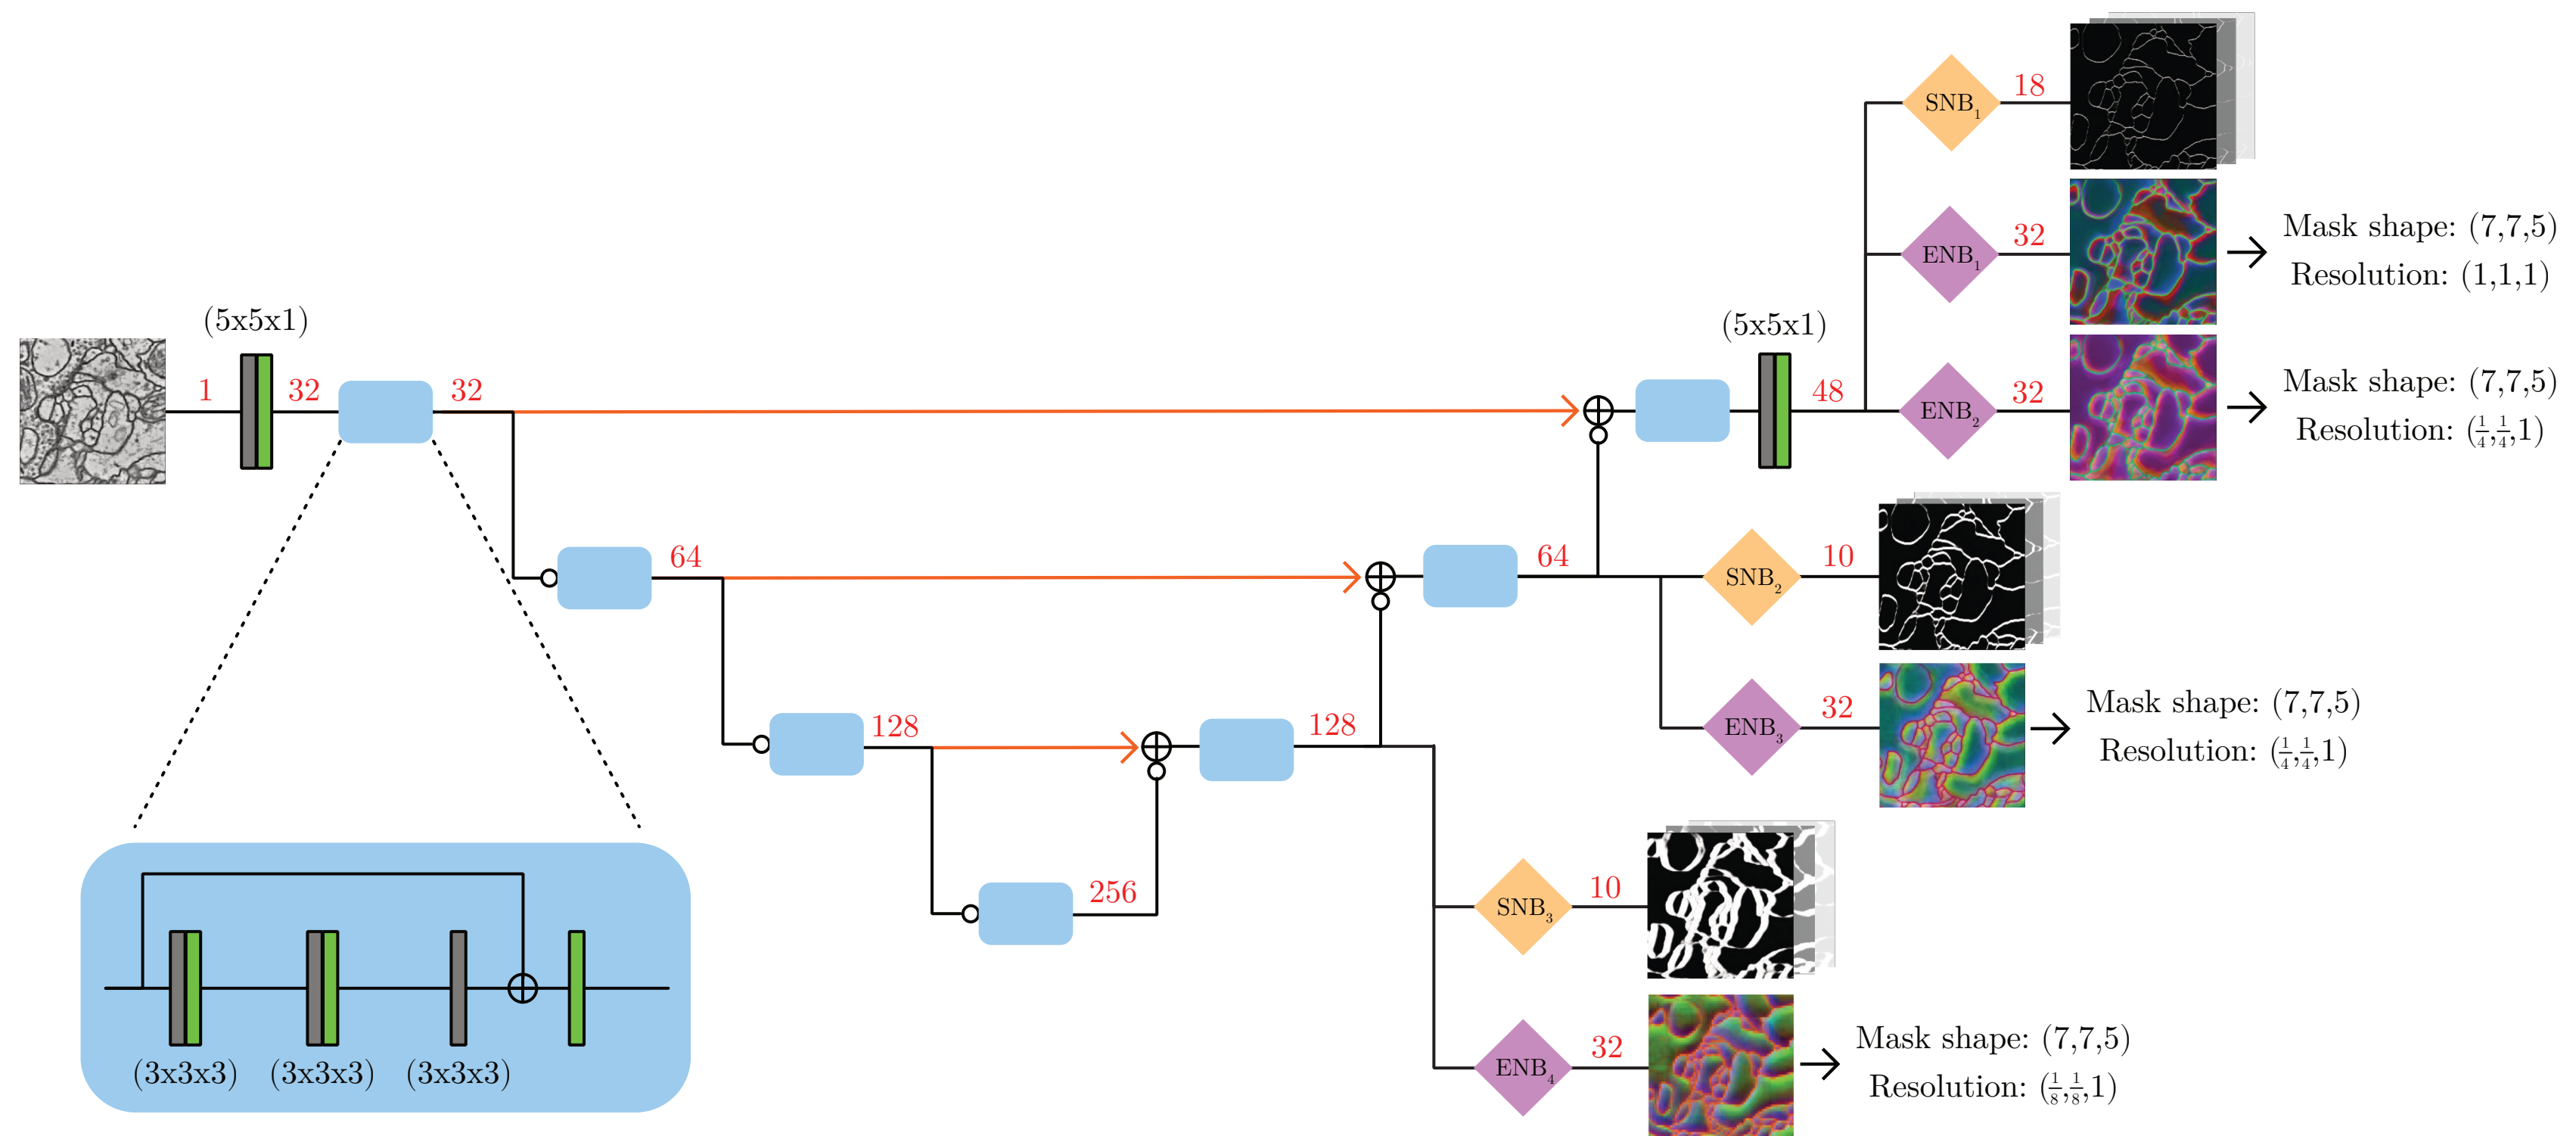 SNB1
18
ENB1
32
Mask shape: (7,7,5)
Resolution: (1,1,1)
(5x5x1)
1
32
32
(5x5x1)
48
ENB2
32
Mask shape: (7,7,5)
Resolution: (1/4,1/4,1)
64
64
SNB2
10
128
128
ENB3
32
Mask shape: (7,7,5)
Resolution: (1/4,1/4,1)
256
SNB3
10
(3x3x3) (3x3x3) (3x3x3)
ENB4
32
Mask shape: (7,7,5)
Resolution: (1/8,1/8,1)